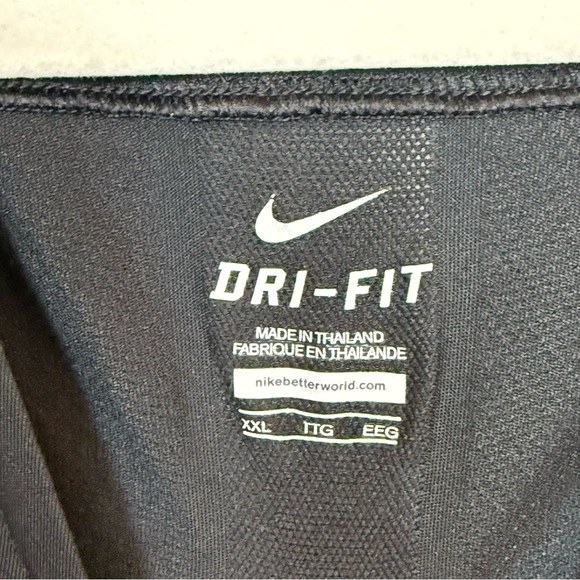 DRI-FIT
MADE IN THAILAND
FABRIQUE EN THAILANDE
nikebetterworld.com
XXL TTG EEG